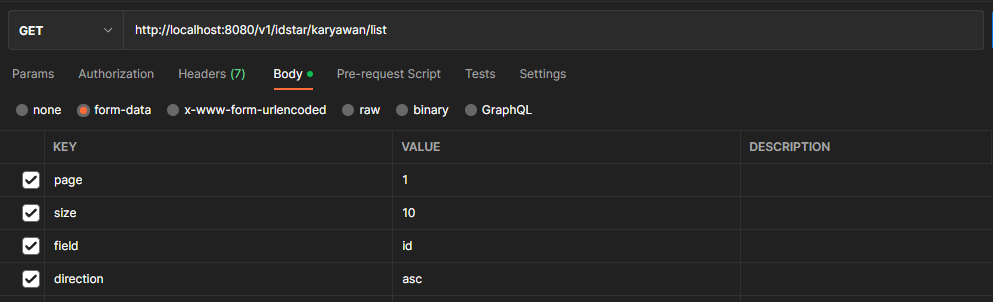 GET http://localhost:8080/v1/idstar/karyawan/list
Params Authorization Headers (7) Body Pre-request Script Tests Settings
none form-data x-www-form-urlencoded raw binary GraphQL
KEY VALUE DESCRIPTION
page 1
size 10
field id
direction asc